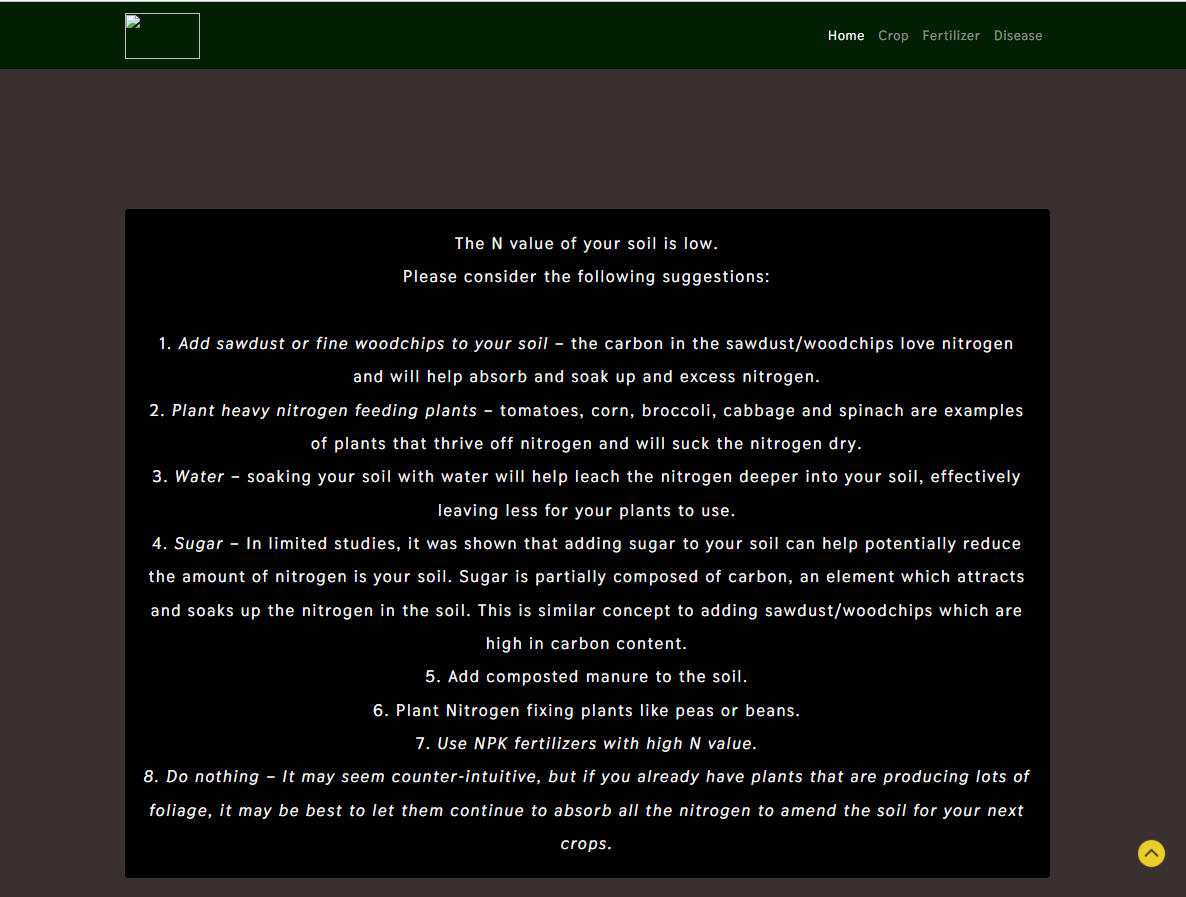 Home Crop Fertilizer Disease
The N value of your soil is low.
Please consider the following suggestions:
1. Add sawdust or fine woodchips to your soil – the carbon in the sawdust/woodchips love nitrogen
and will help absorb and soak up and excess nitrogen.
2. Plant heavy nitrogen feeding plants – tomatoes, corn, broccoli, cabbage and spinach are examples
of plants that thrive off nitrogen and will suck the nitrogen dry.
3. Water – soaking your soil with water will help leach the nitrogen deeper into your soil, effectively
leaving less for your plants to use.
4. Sugar – In limited studies, it was shown that adding sugar to your soil can help potentially reduce
the amount of nitrogen is your soil. Sugar is partially composed of carbon, an element which attracts
and soaks up the nitrogen in the soil. This is similar concept to adding sawdust/woodchips which are
high in carbon content.
5. Add composted manure to the soil.
6. Plant Nitrogen fixing plants like peas or beans.
7. Use NPK fertilizers with high N value.
8. Do nothing – It may seem counter-intuitive, but if you already have plants that are producing lots of
foliage, it may be best to let them continue to absorb all the nitrogen to amend the soil for your next
crops.